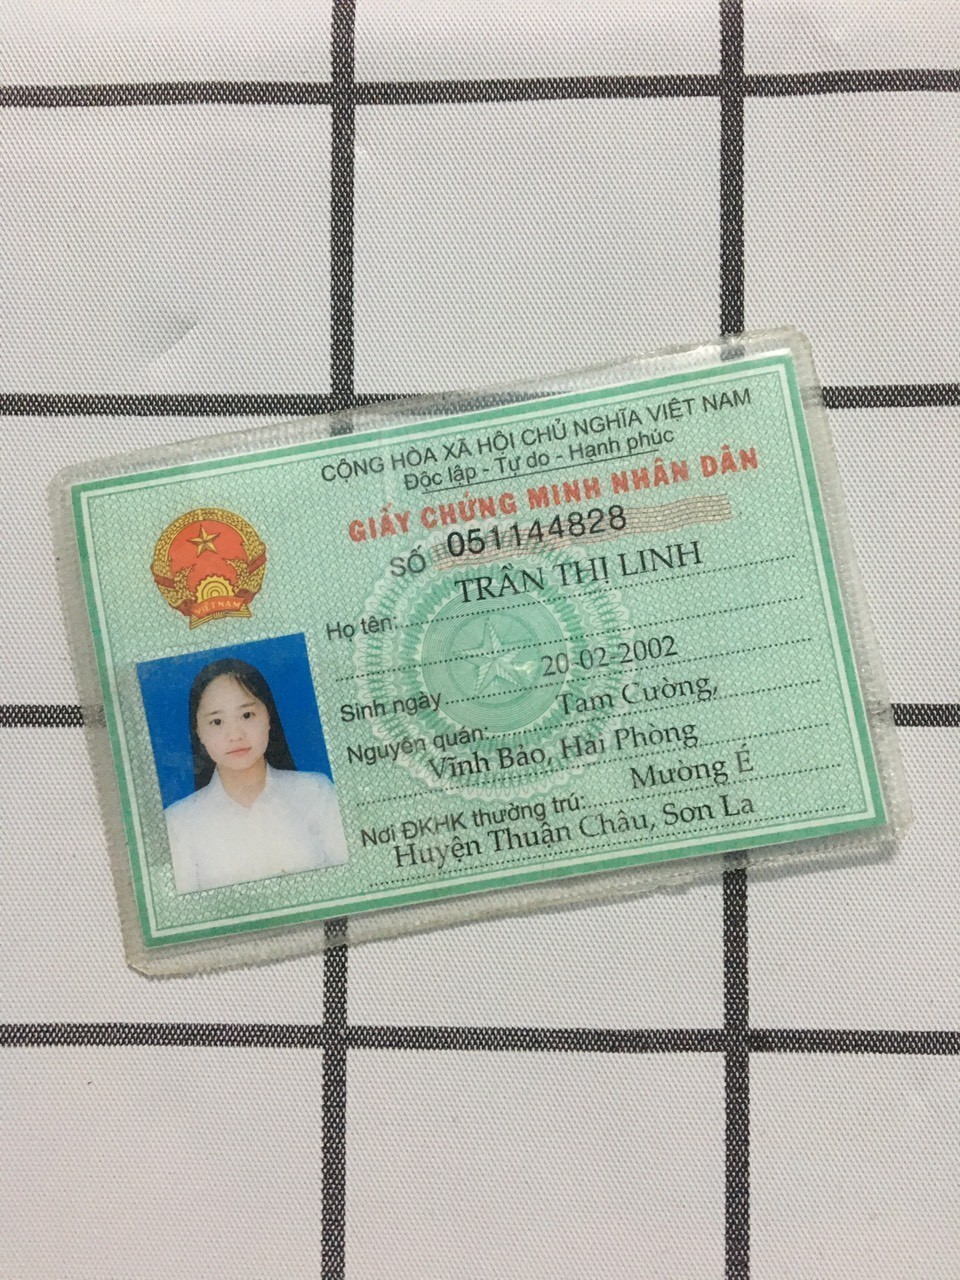 CỘNG HÒA XÃ HỘI CHỦ NGHĨA VIỆT NAM
Độc lập - Tự do - Hạnh phúc
GIẤY CHỨNG MINH NHÂN DÂN
SỐ 051144828
Họ tên: TRẦN THỊ LINH
Sinh ngày 20-02-2002
Nguyên quán: Tam Cường,
Vĩnh Bảo, Hải Phòng
Nơi ĐKHK thường trú: Mường É
Huyện Thuận Châu, Sơn La
VIỆT NAM